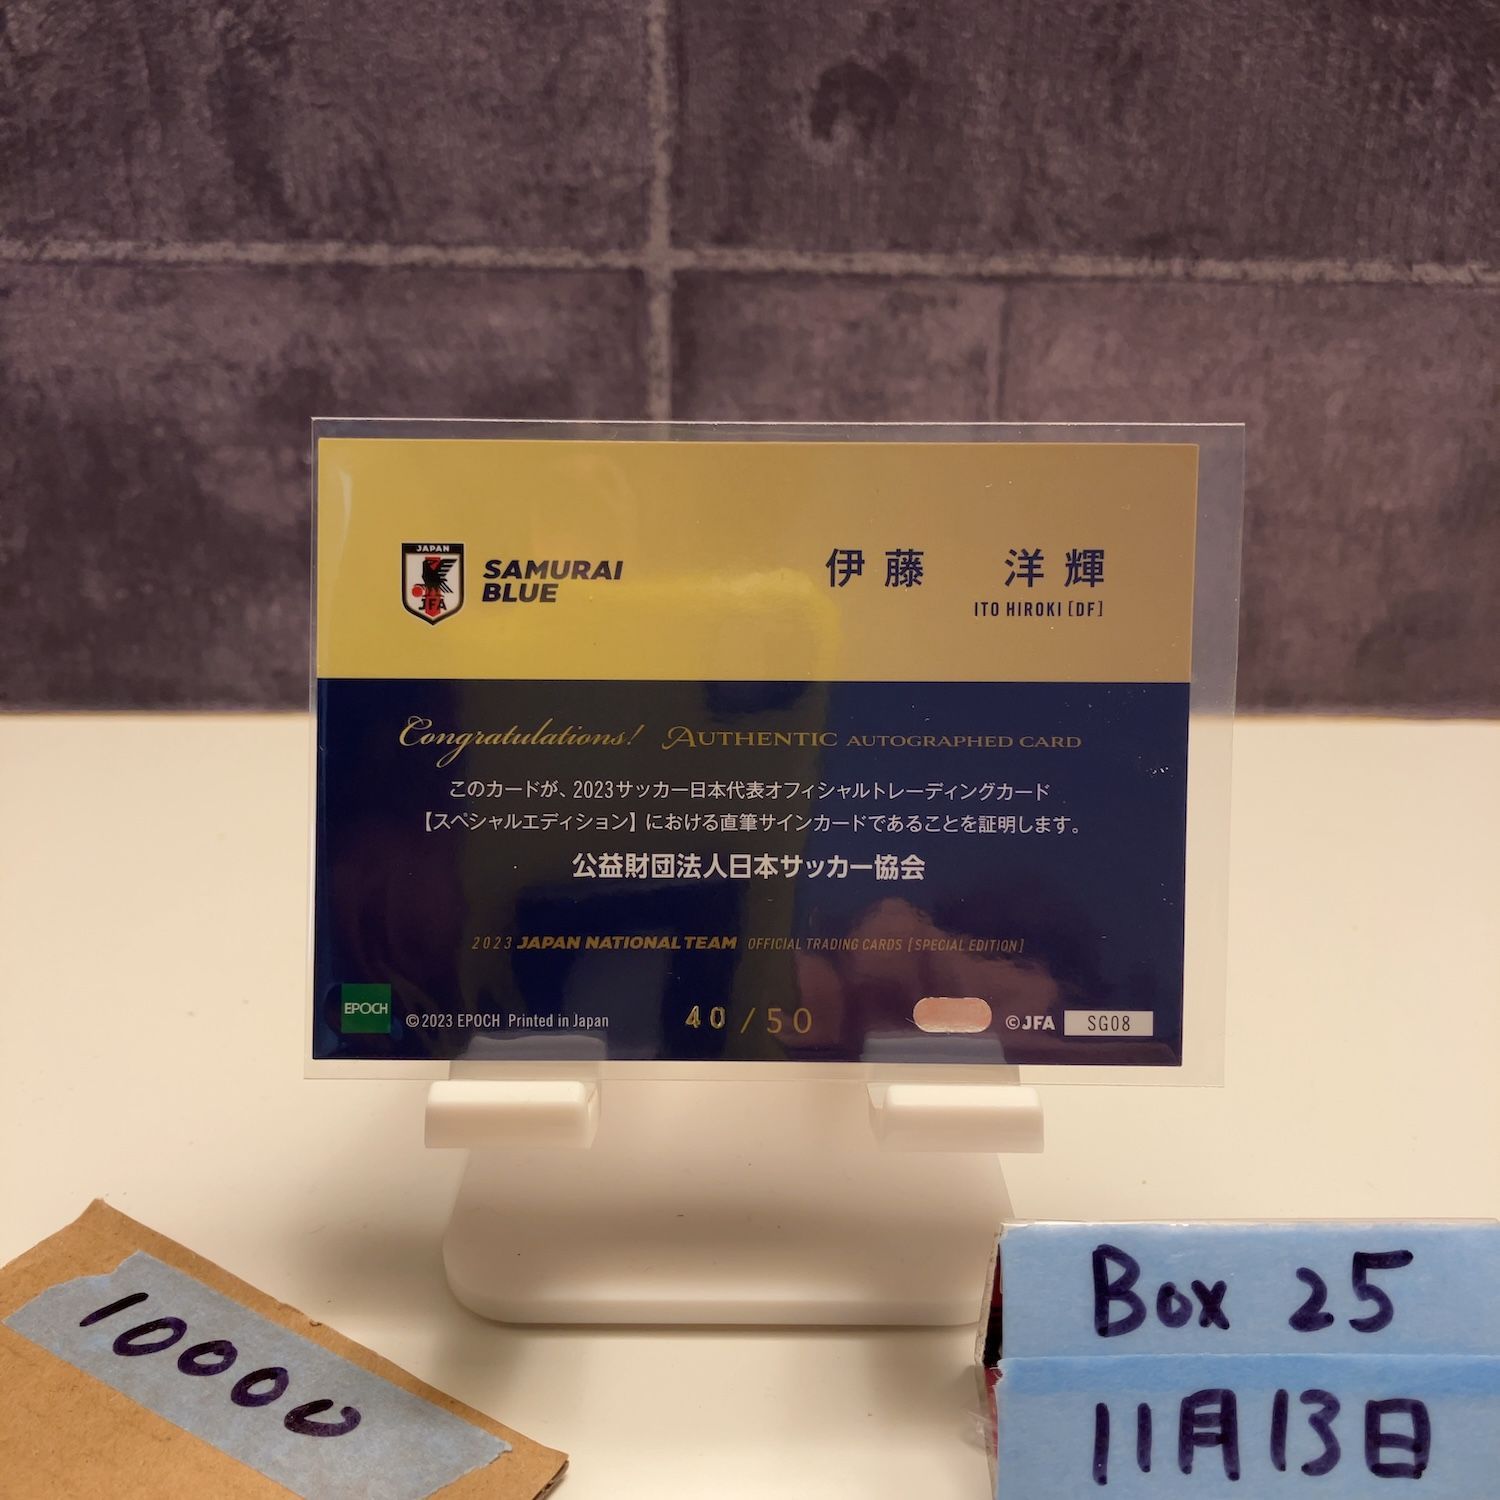 JAPAN
JFA
SAMURAI
BLUE
伊藤 洋輝
ITO HIROKI [DF]
Congratulations! AUTHENTIC AUTOGRAPHED CARD
このカードが、2023サッカー日本代表オフィシャルトレーディングカード
【スペシャルエディション】における直筆サインカードであることを証明します。
公益財団法人日本サッカー協会
2023 JAPAN NATIONAL TEAM OFFICIAL TRADING CARDS [SPECIAL EDITION]
EPOCH
©2023 EPOCH Printed in Japan
40/50
©JFA
SG08
10000
Box 25
11月13日